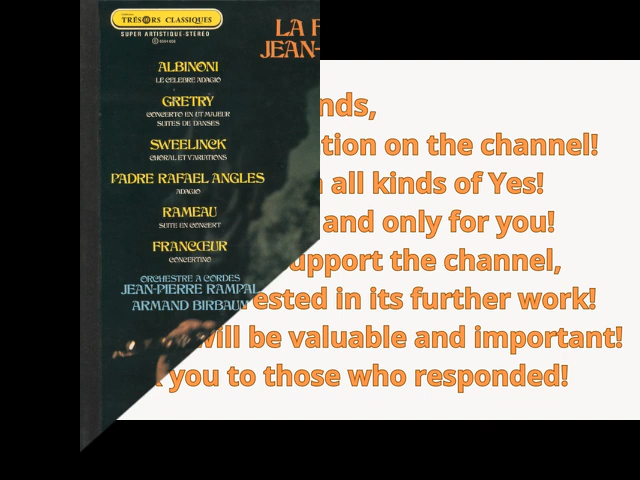 TRÉSORS CLASSIQUES
SUPER ARTISTIQUE-STEREO
LA
JEAN-
ALBINONI
LE CELEBRE ADAGIO
GRETRY
CONCERTO EN UT MAJEUR
SUITES DE DANSES
SWEELINCK
CHORAL ET VARIATIONS
PADRE RAFAEL ANGLES
ADAGIO
RAMEAU
SUITE EN CONCERT
FRANCŒUR
CONCERTINO
ORCHESTRE A CORDES
JEAN-PIERRE RAMPAL
ARMAND BIRBAUM
nds,
tion on the channel!
all kinds of Yes!
and only for you!
upport the channel,
ested in its further work!
will be valuable and important!
you to those who responded!